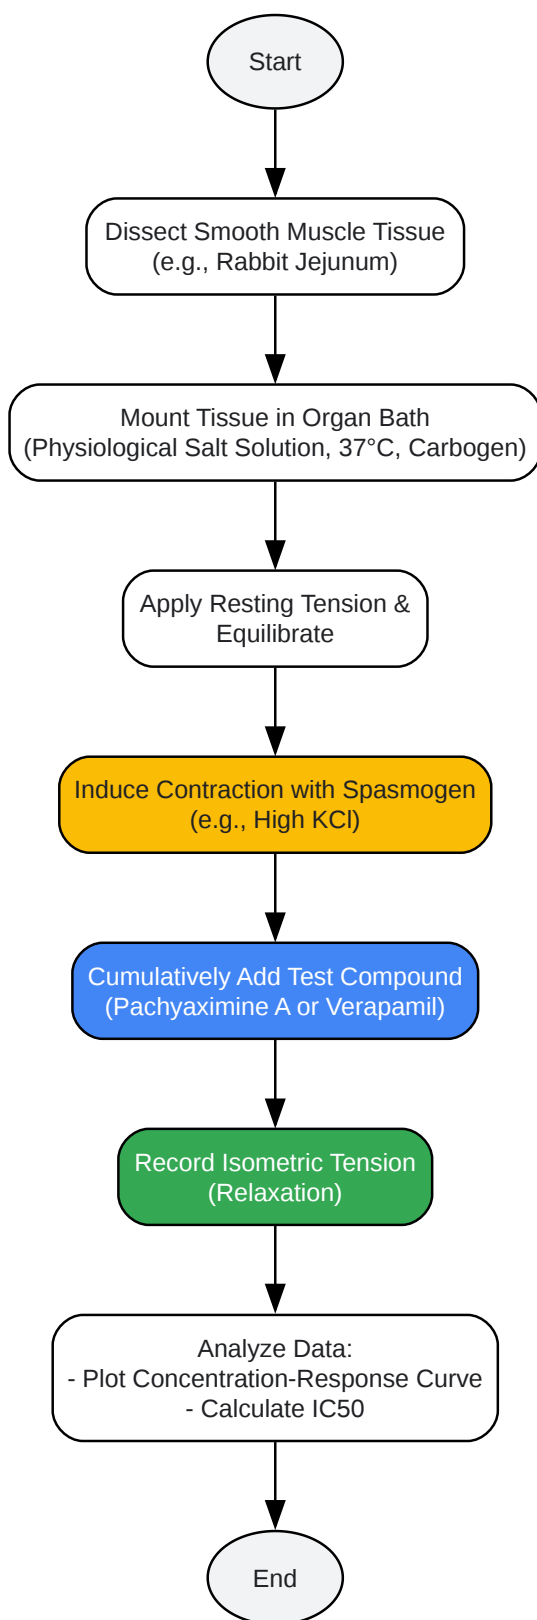 Start
Dissect Smooth Muscle Tissue
(e.g., Rabbit Jejunum)
Mount Tissue in Organ Bath
(Physiological Salt Solution, 37°C, Carbogen)
Apply Resting Tension &
Equilibrate
Induce Contraction with Spasmogen
(e.g., High KCl)
Cumulatively Add Test Compound
(Pachyaximine A or Verapamil)
Record Isometric Tension
(Relaxation)
Analyze Data:
- Plot Concentration-Response Curve
- Calculate IC50
End